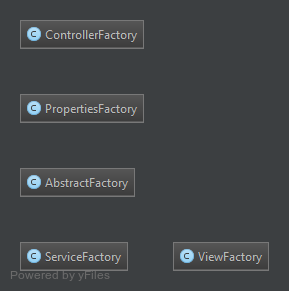 C ControllerFactory
C PropertiesFactory
C AbstractFactory
C ServiceFactory
C ViewFactory
Powered by yFiles